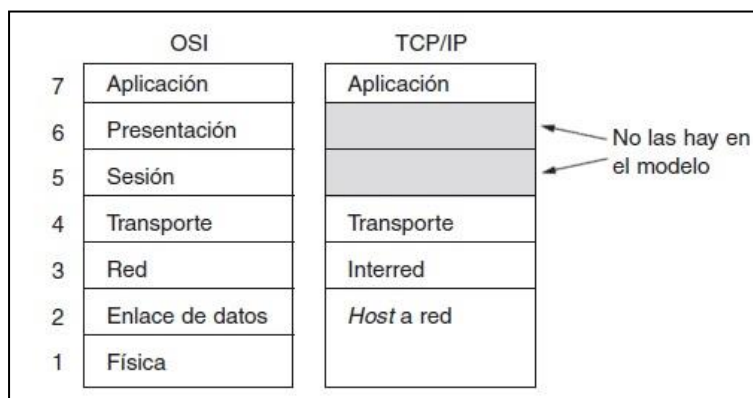 OSI TCP/IP
7 Aplicación Aplicación
6 Presentación
No las hay en
el modelo
5 Sesión
4 Transporte Transporte
3 Red Interred
2 Enlace de datos Host a red
1 Física